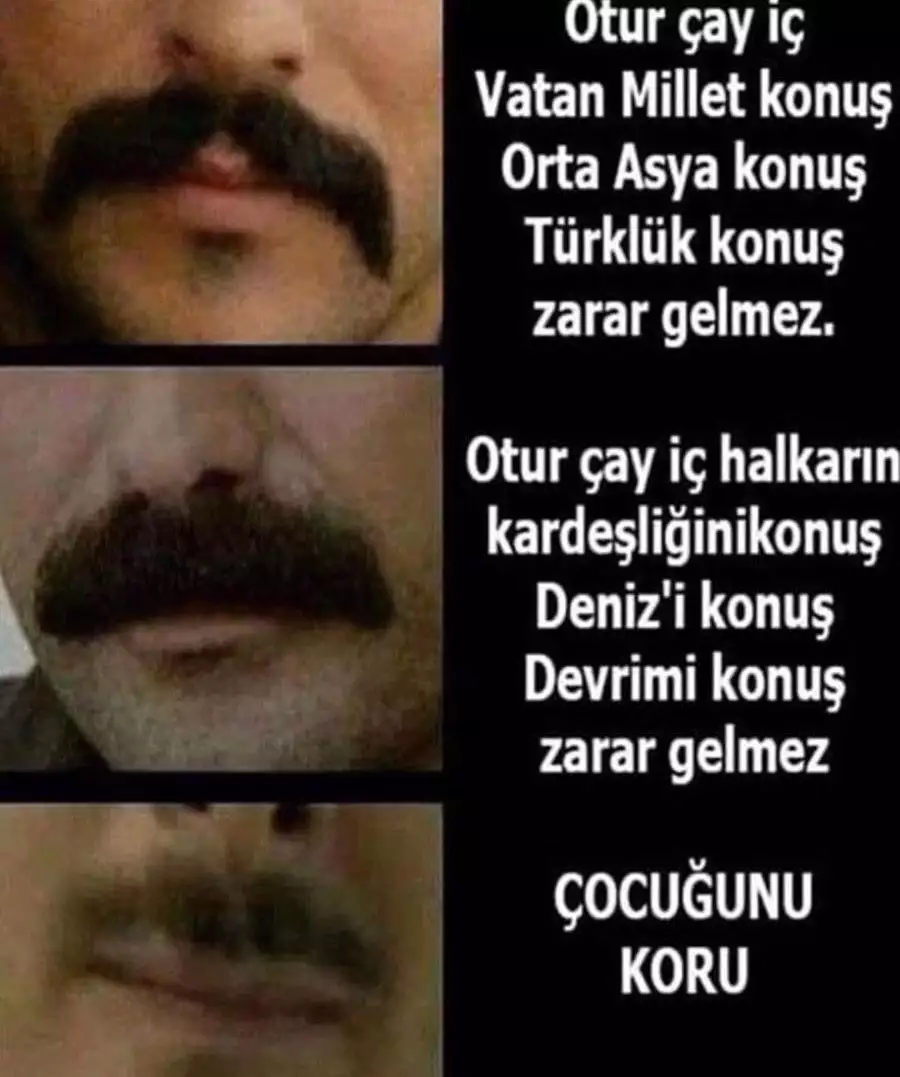 Otur çay iç
Vatan Millet konuş
Orta Asya konuş
Türklük konuş
zarar gelmez.
Otur çay iç halkarın
kardeşliğinikonuş
Deniz'i konuş
Devrimi konuş
zarar gelmez
ÇOCUĞUNU
KORU